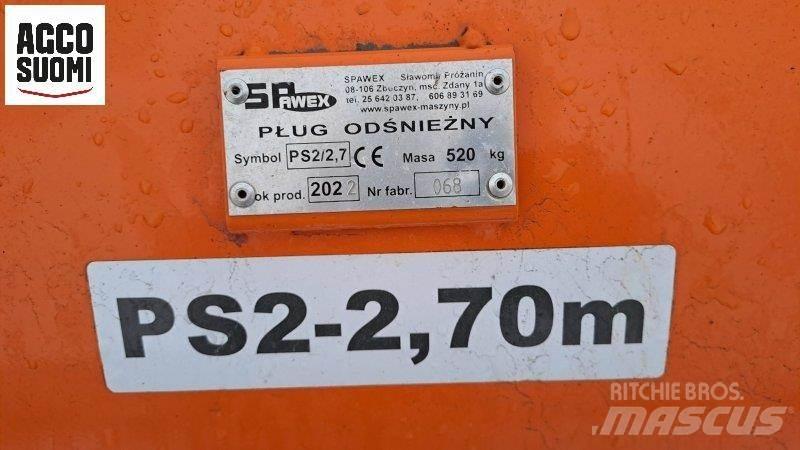 AGCO
SUOMI
SPAWEX
SPAWEX Sławomir Próżanin
08-106 Zbuczyn, msc. Zdany 1a
tel. 25 642 03 87, 606 89 31 69
www.spawex-maszyny.pl
PŁUG ODŚNIEŻNY
Symbol PS2/2,7 CE Masa 520 kg
ok prod. 2022 Nr fabr. 068
PS2-2,70m
RITCHIE BROS.
MASCUS